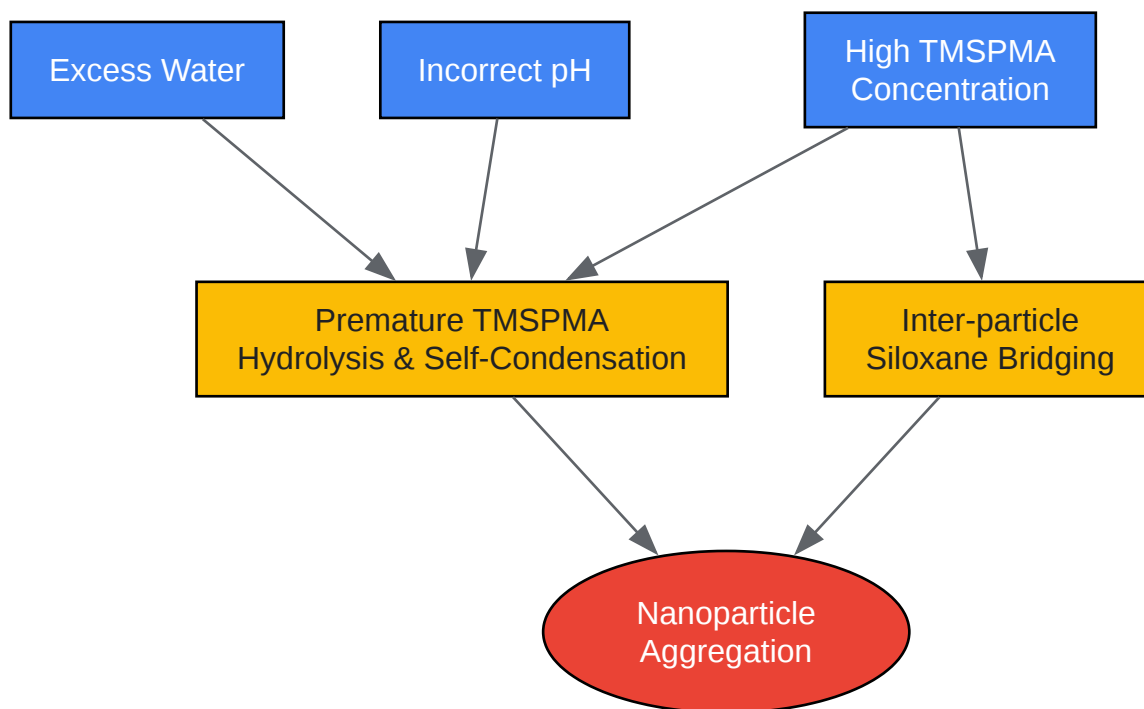 Excess Water
Incorrect pH
High TMSPMA
Concentration
Premature TMSPMA
Hydrolysis & Self-Condensation
Inter-particle
Siloxane Bridging
Nanoparticle
Aggregation